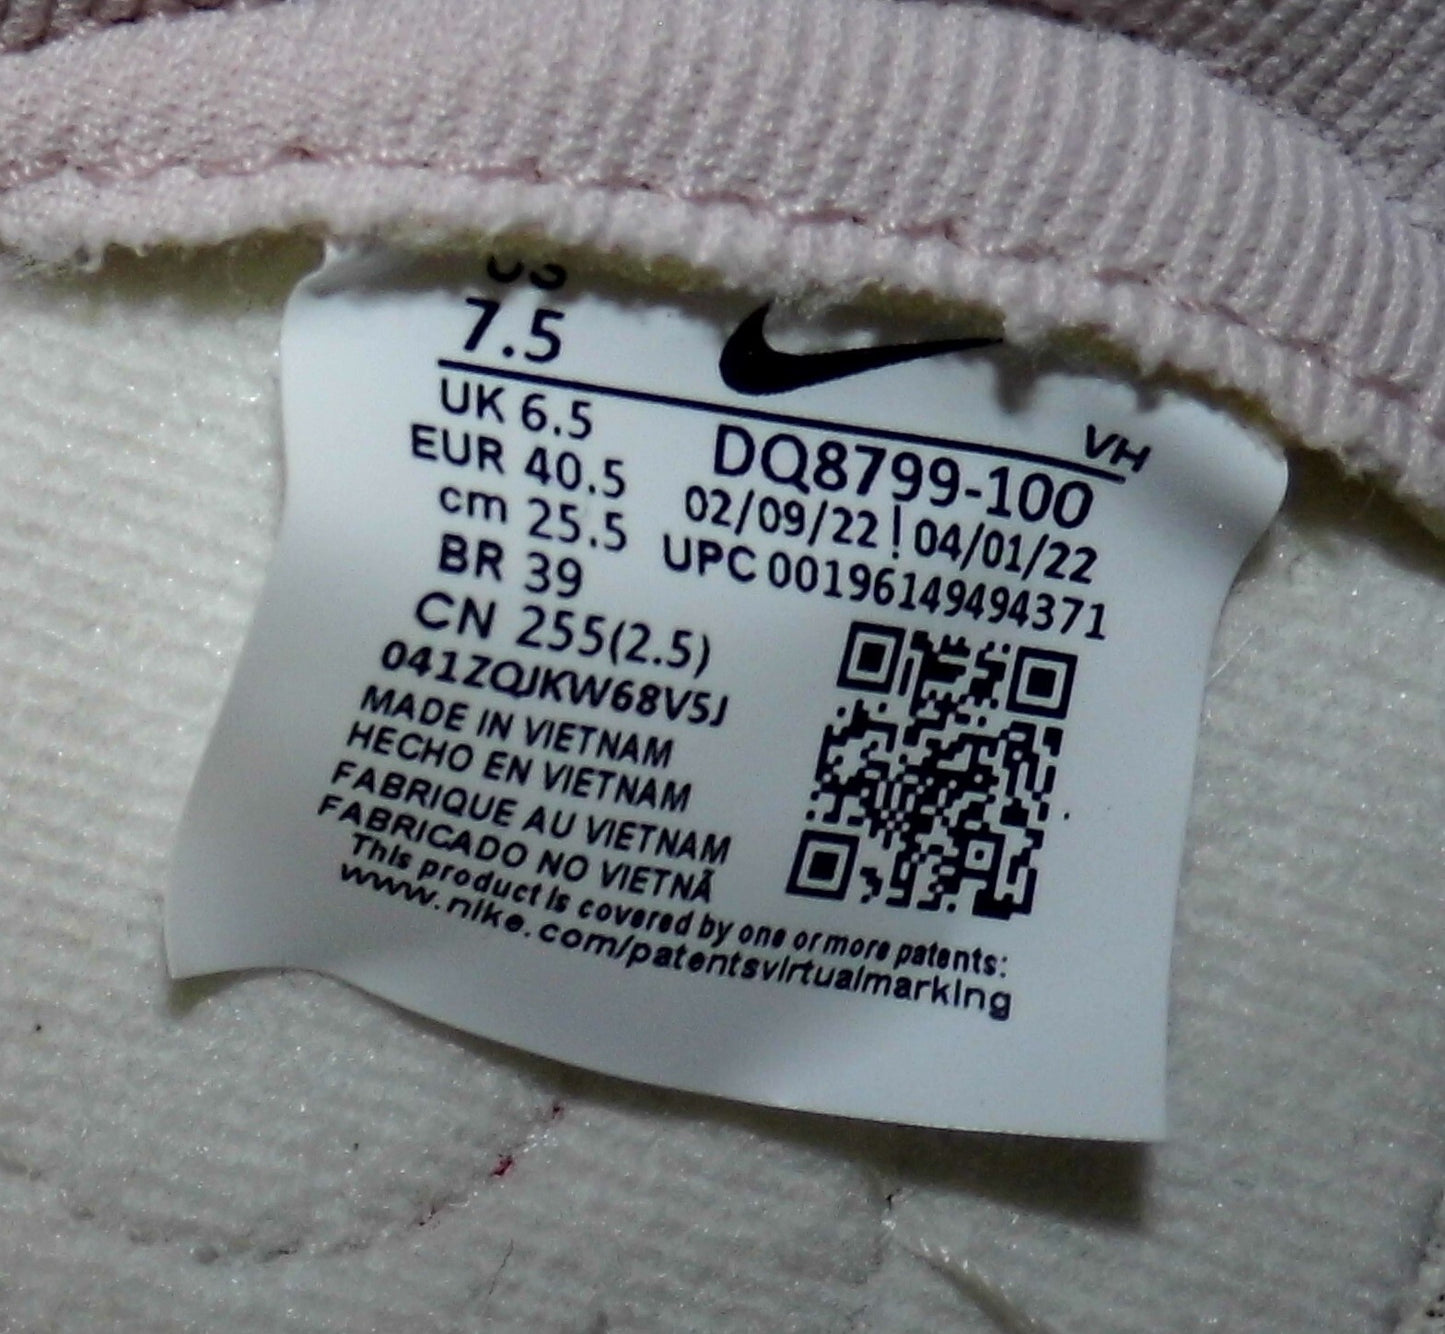 US
7.5
UK 6.5
EUR 40.5
cm 25.5
BR 39
CN 255(2.5)
VH
DQ8799-100
02/09/22 ¦ 04/01/22
UPC 00196149494371
041ZQJKW68V5J
MADE IN VIETNAM
HECHO EN VIETNAM
FABRIQUE AU VIETNAM
FABRICADO NO VIETNÃ
This product is covered by one or more patents:
www.nike.com/patentsvirtualmarking